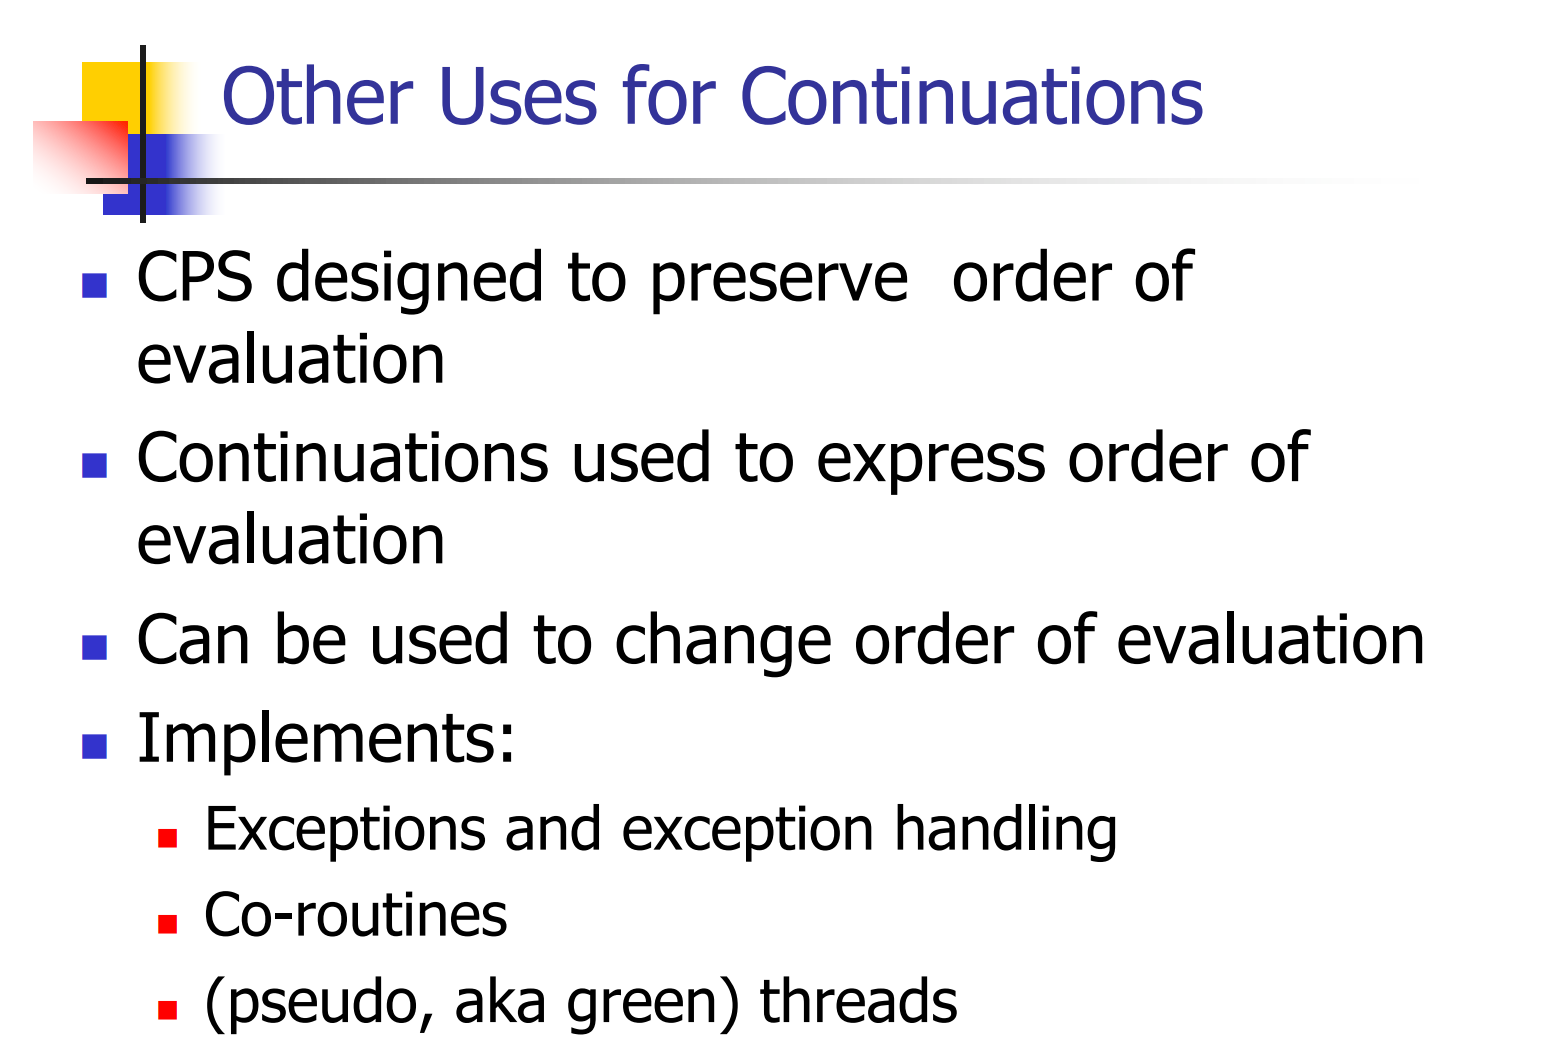 Other Uses for Continuations
CPS designed to preserve  order of
evaluation
Continuations used to express order of
evaluation
Can be used to change order of evaluation
Implements:
Exceptions and exception handling
Co-routines
(pseudo, aka green) threads